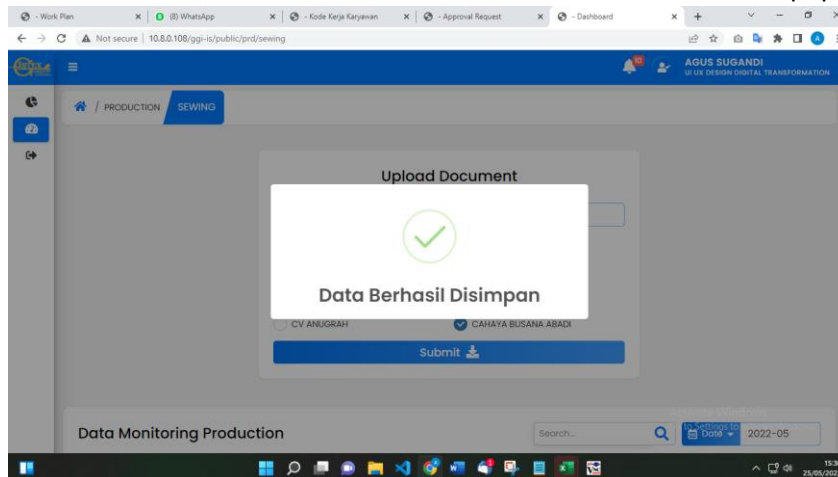 - Work Plan
(8) WhatsApp
- Kode Kerja Karyawan
- Approval Request
- Dashboard
Not secure | 10.8.0.108/ggi-is/public/prd/sewing
10
AGUS SUGANDI
UI UX DESIGN DIGITAL TRANSFORMATION
/ PRODUCTION
SEWING
Upload Document
Data Berhasil Disimpan
CV ANUGRAH
CAHAYA BUSANA ABADI
Submit
Data Monitoring Production
Search...
Date
2022-05